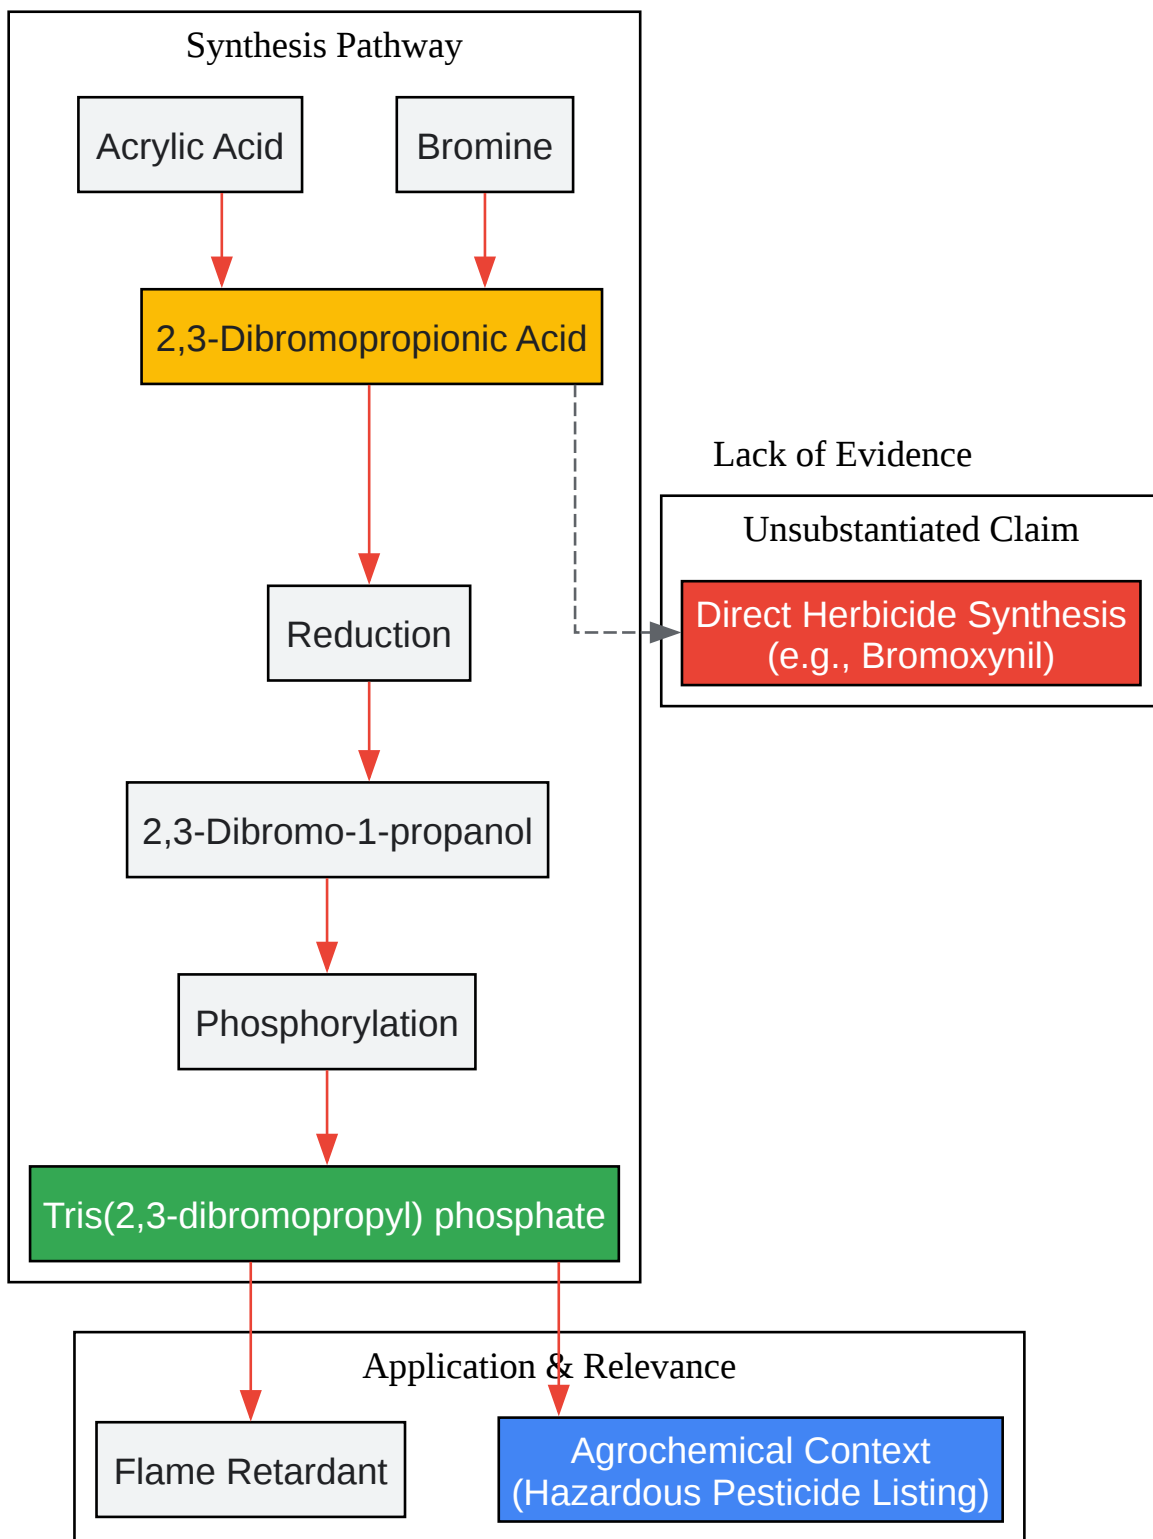 Synthesis Pathway
Acrylic Acid
Bromine
2,3-Dibromopropionic Acid
Lack of Evidence
Unsubstantiated Claim
Direct Herbicide Synthesis
(e.g., Bromoxynil)
Reduction
2,3-Dibromo-1-propanol
Phosphorylation
Tris(2,3-dibromopropyl) phosphate
Application & Relevance
Flame Retardant
Agrochemical Context
(Hazardous Pesticide Listing)